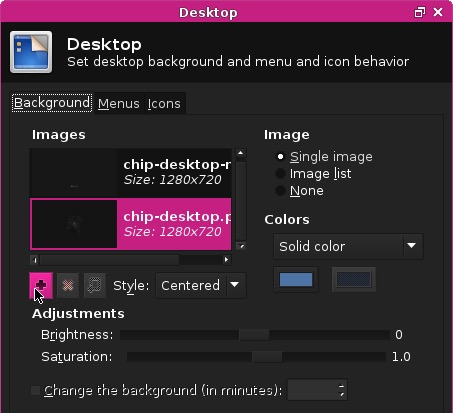 Desktop
Desktop
Set desktop background and menu and icon behavior
Background Menus Icons
Images
chip-desktop-r
Size: 1280x720
chip-desktop.p
Size: 1280x720
Style: Centered
Image
Single image
Image list
None
Colors
Solid color
Adjustments
Brightness: 0
Saturation: 1.0
Change the background (in minutes):